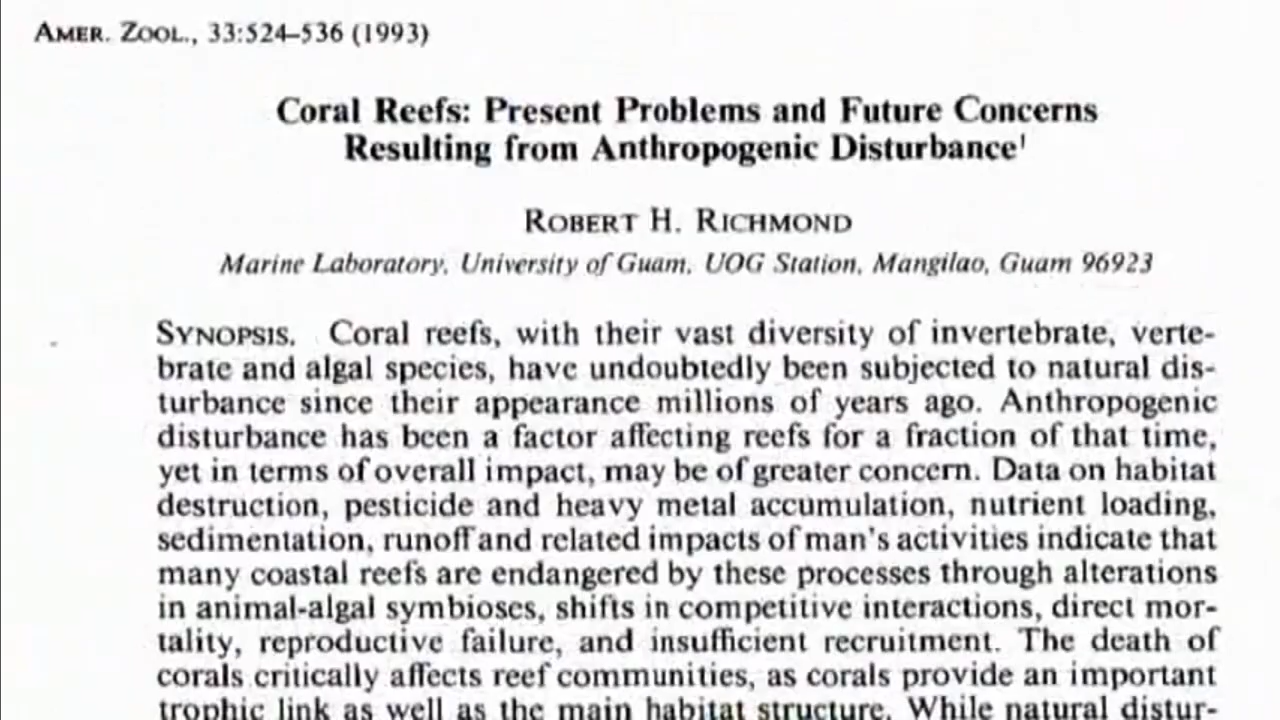 AMER. ZOOL., 33:524–536 (1993)
Coral Reefs: Present Problems and Future Concerns
Resulting from Anthropogenic Disturbance¹
ROBERT H. RICHMOND
Marine Laboratory, University of Guam, UOG Station, Mangilao, Guam 96923
SYNOPSIS. Coral reefs, with their vast diversity of invertebrate, verte-
brate and algal species, have undoubtedly been subjected to natural dis-
turbance since their appearance millions of years ago. Anthropogenic
disturbance has been a factor affecting reefs for a fraction of that time,
yet in terms of overall impact, may be of greater concern. Data on habitat
destruction, pesticide and heavy metal accumulation, nutrient loading,
sedimentation, runoff and related impacts of man's activities indicate that
many coastal reefs are endangered by these processes through alterations
in animal-algal symbioses, shifts in competitive interactions, direct mor-
tality, reproductive failure, and insufficient recruitment. The death of
corals critically affects reef communities, as corals provide an important
trophic link as well as the main habitat structure. While natural distur-